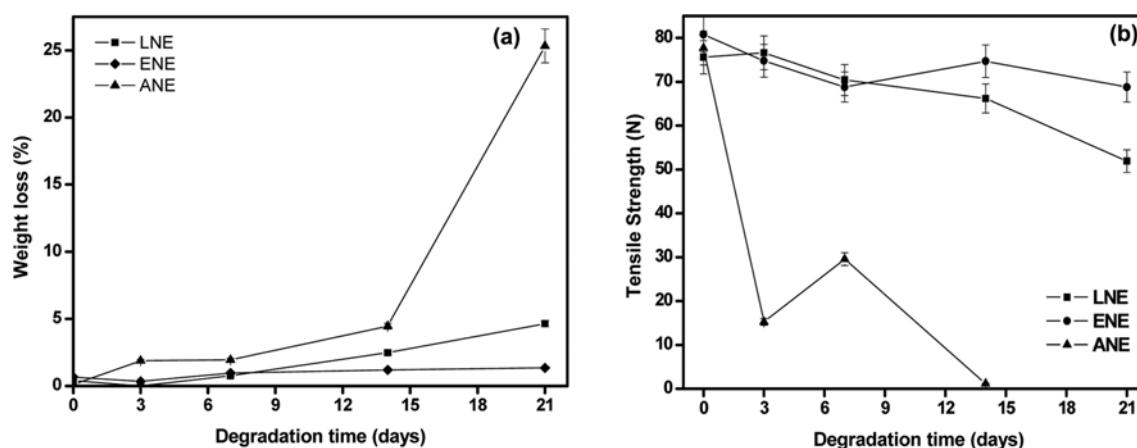 (a)
LNE
ENE
ANE
25
20
15
10
5
0
0 3 6 9 12 15 18 21
Weight loss (%)
Degradation time (days)
(b)
80
70
60
50
40
30
20
10
0
LNE
ENE
ANE
0 3 6 9 12 15 18 21
Tensile Strength (N)
Degradation time (days)